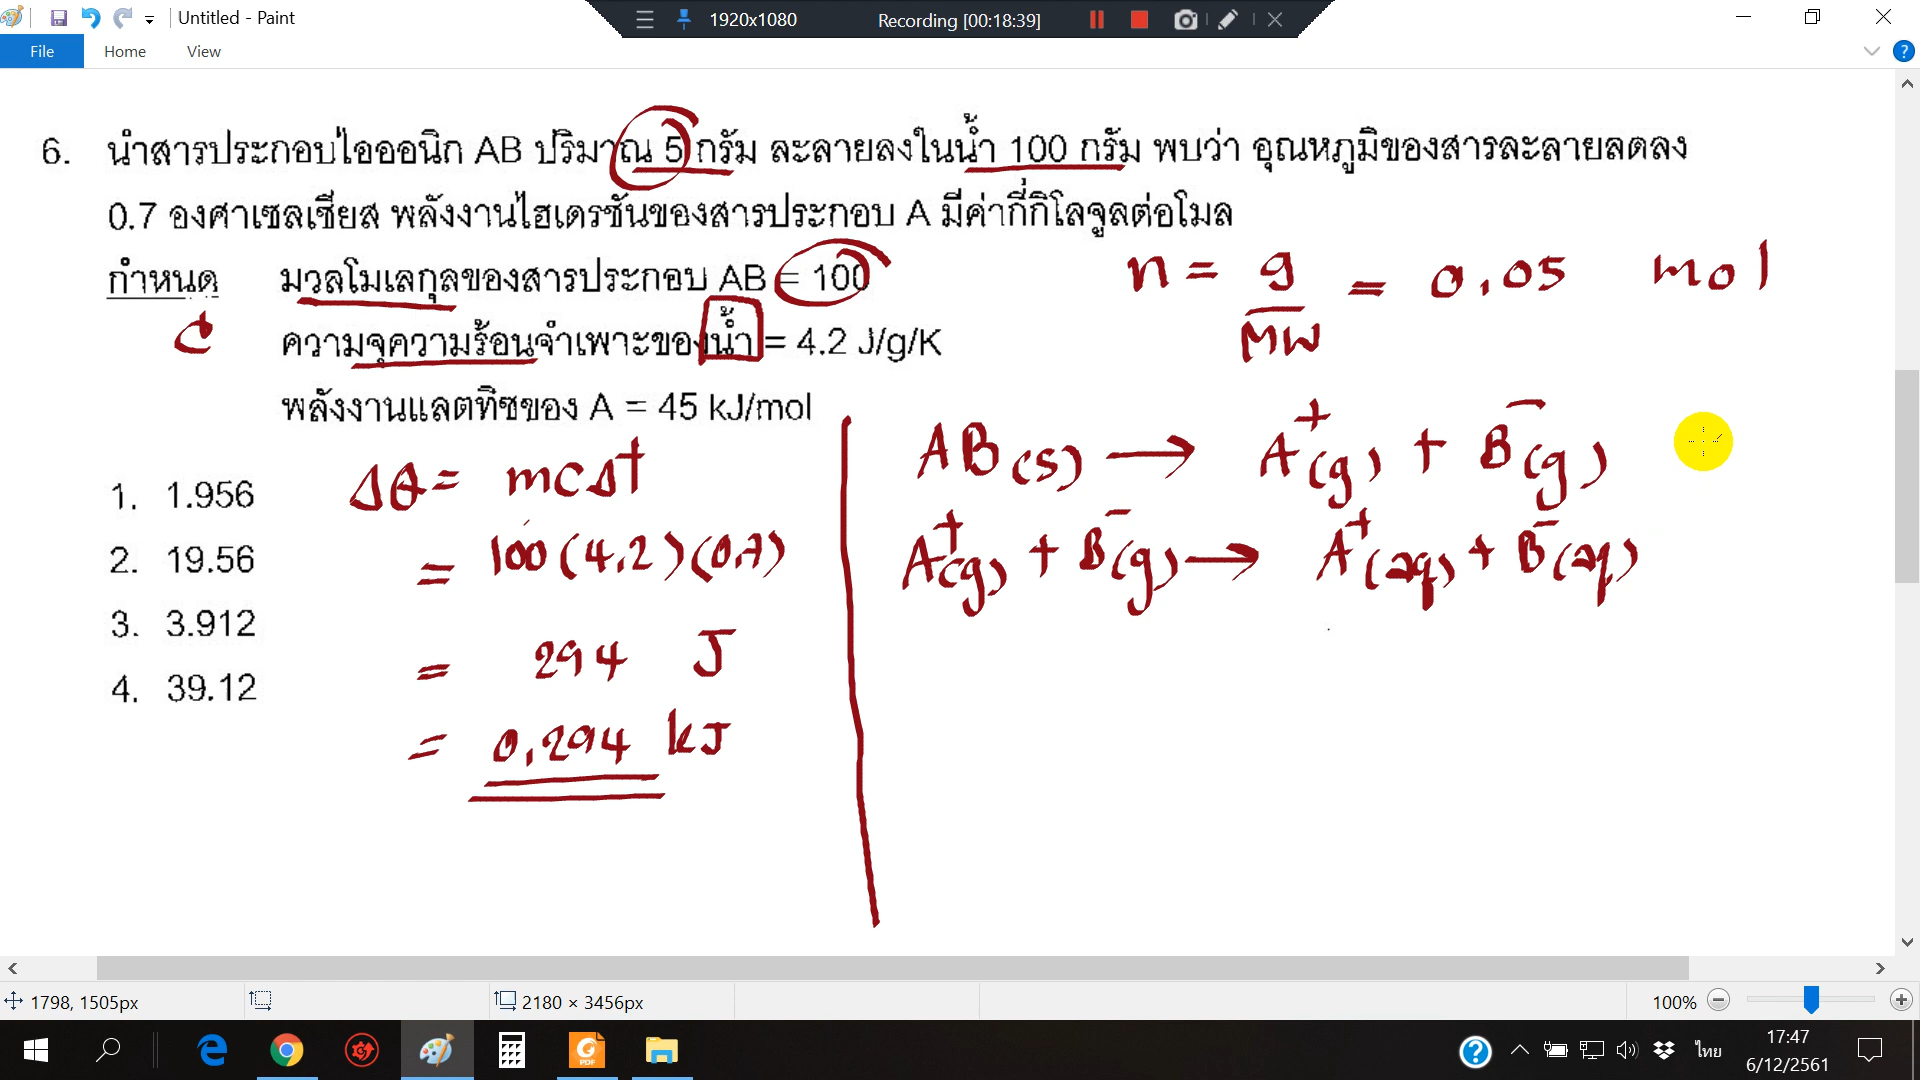 Untitled - Paint
1920x1080 Recording [00:18:39]
File Home View
6. นำสารประกอบไอออนิก AB ปริมาณ 5 กรัม ละลายลงในน้ำ 100 กรัม พบว่า อุณหภูมิของสารละลายลดลง
0.7 องศาเซลเซียส พลังงานไฮเดรชันของสารประกอบ A มีค่ากี่กิโลจูลต่อโมล
กำหนด มวลโมเลกุลของสารประกอบ AB = 100
n = g/MW = 0.05 mol
c ความจุความร้อนจำเพาะของน้ำ = 4.2 J/g/K
พลังงานแลตทิซของ A = 45 kJ/mol
AB(s) → A⁺(g) + B⁻(g)
A⁺(g) + B⁻(g) → A⁺(aq) + B⁻(aq)
1. 1.956
2. 19.56
3. 3.912
4. 39.12
Δθ = mcΔt
= 100(4.2)(0.7)
= 294 J
= 0.294 kJ
1798, 1505px
2180 × 3456px
100%
PDF
ไทย
17:47
6/12/2561